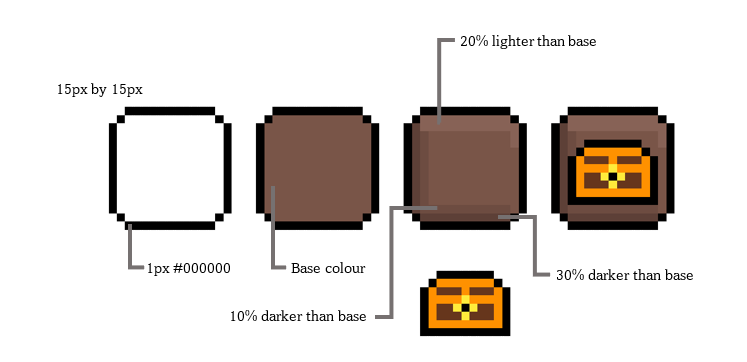 20% lighter than base
15px by 15px
1px #000000
Base colour
30% darker than base
10% darker than base